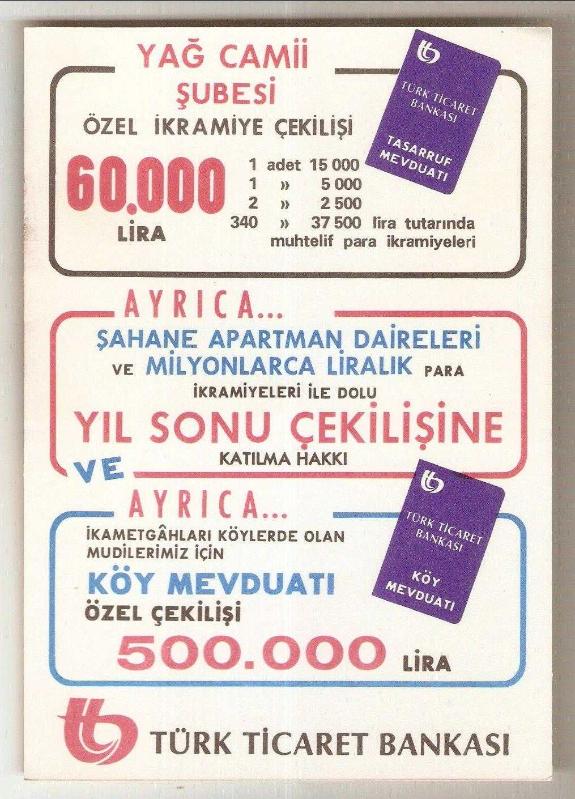 YAĞ CAMİİ
ŞUBESİ
ÖZEL İKRAMİYE ÇEKİLİŞİ
60.000
LİRA
1 adet 15 000
1 » 5 000
2 » 2 500
340 » 37 500 lira tutarında
muhtelif para ikramiyeleri
TÜRK TİCARET
BANKASI
TASARRUF
MEVDUATI
AYRICA...
ŞAHANE APARTMAN DAİRELERİ
VE MİLYONLARCA LİRALIK PARA
İKRAMİYELERİ İLE DOLU
YIL SONU ÇEKİLİŞİNE
KATILMA HAKKI
VE
AYRICA...
İKAMETGÂHLARI KÖYLERDE OLAN
MUDİLERİMİZ İÇİN
KÖY MEVDUATI
ÖZEL ÇEKİLİŞİ
500.000 LİRA
TÜRK TİCARET
BANKASI
KÖY
MEVDUATI
TÜRK TİCARET BANKASI